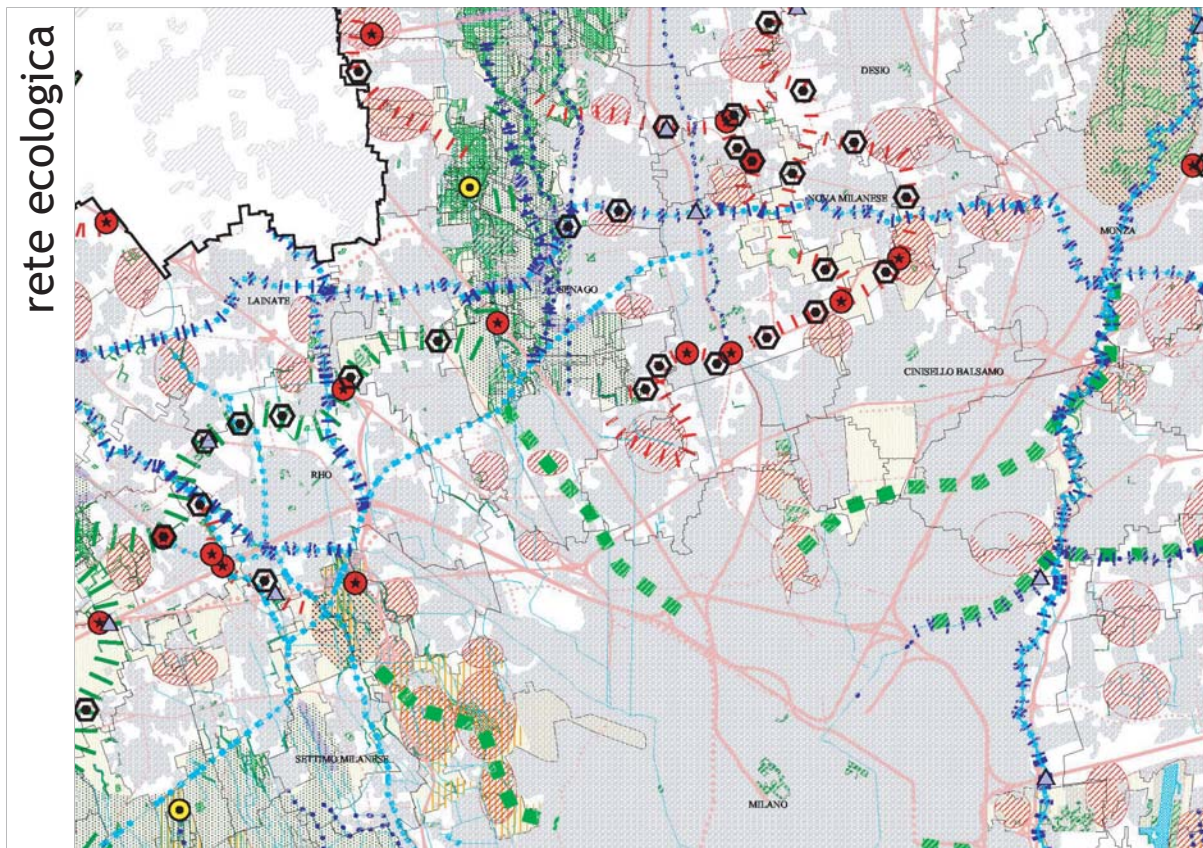 rete ecologica
DESIO
NOVA MILANESE
MONZA
SENAGO
LAINATE
CINISELLO BALSAMO
RHO
SETTIMO MILANESE
MILANO